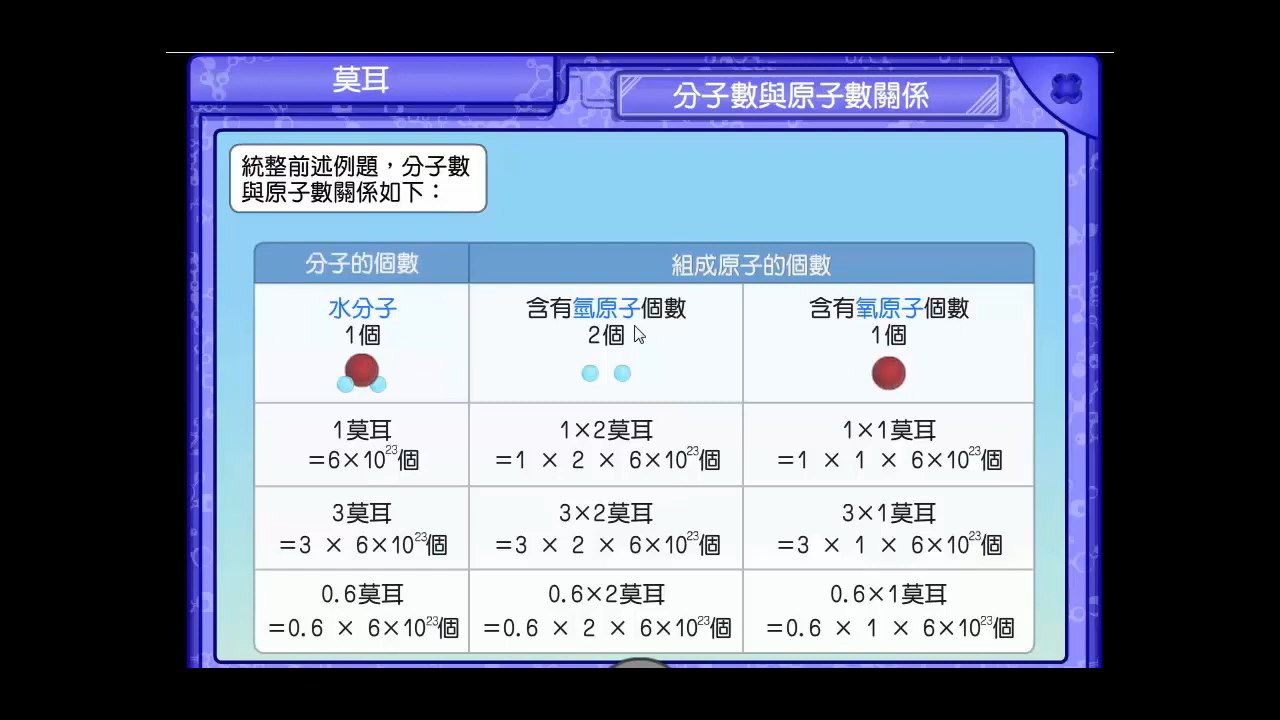 莫耳
分子數與原子數關係
統整前述例題，分子數
與原子數關係如下：
分子的個數
組成原子的個數
水分子
1個
含有氫原子個數
2個
含有氧原子個數
1個
1莫耳
=6×10²³個
1×2莫耳
=1 × 2 × 6×10²³個
1×1莫耳
=1 × 1 × 6×10²³個
3莫耳
=3 × 6×10²³個
3×2莫耳
=3 × 2 × 6×10²³個
3×1莫耳
=3 × 1 × 6×10²³個
0.6莫耳
=0.6 × 6×10²³個
0.6×2莫耳
=0.6 × 2 × 6×10²³個
0.6×1莫耳
=0.6 × 1 × 6×10²³個